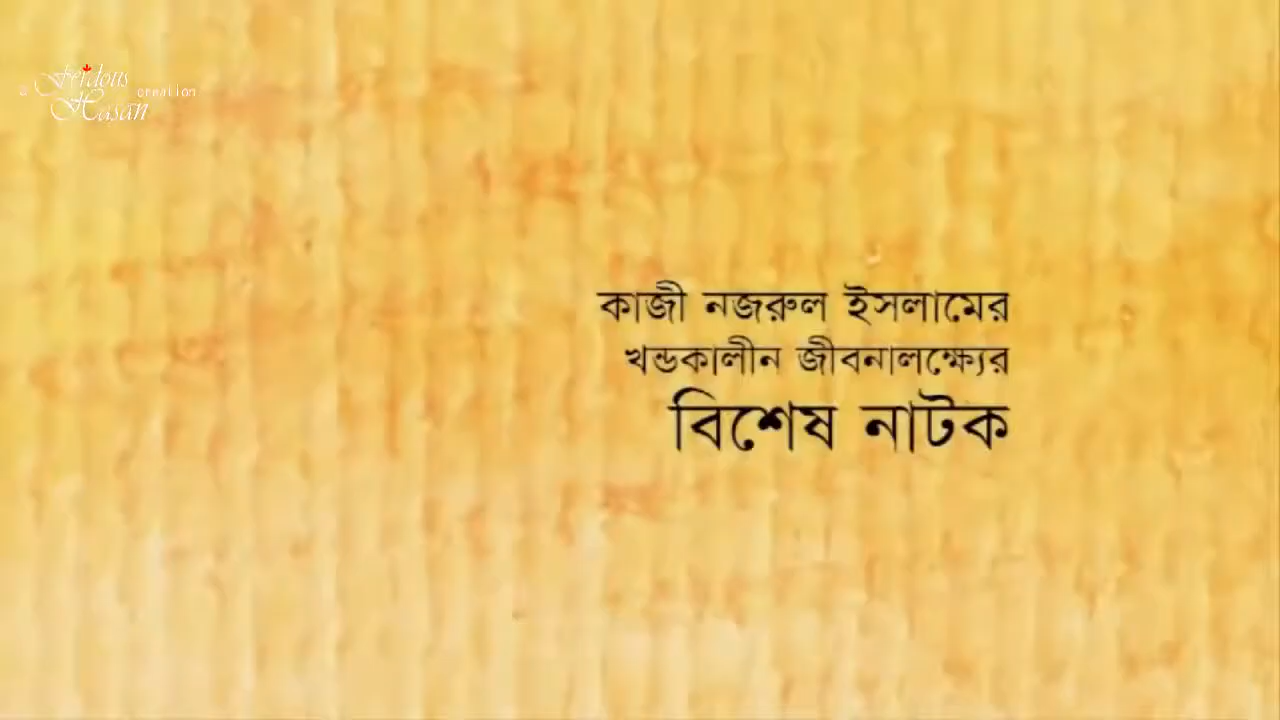 a Ferdous creation
Hasan
কাজী নজরুল ইসলামের
খন্ডকালীন জীবনালক্ষ্যের
বিশেষ নাটক